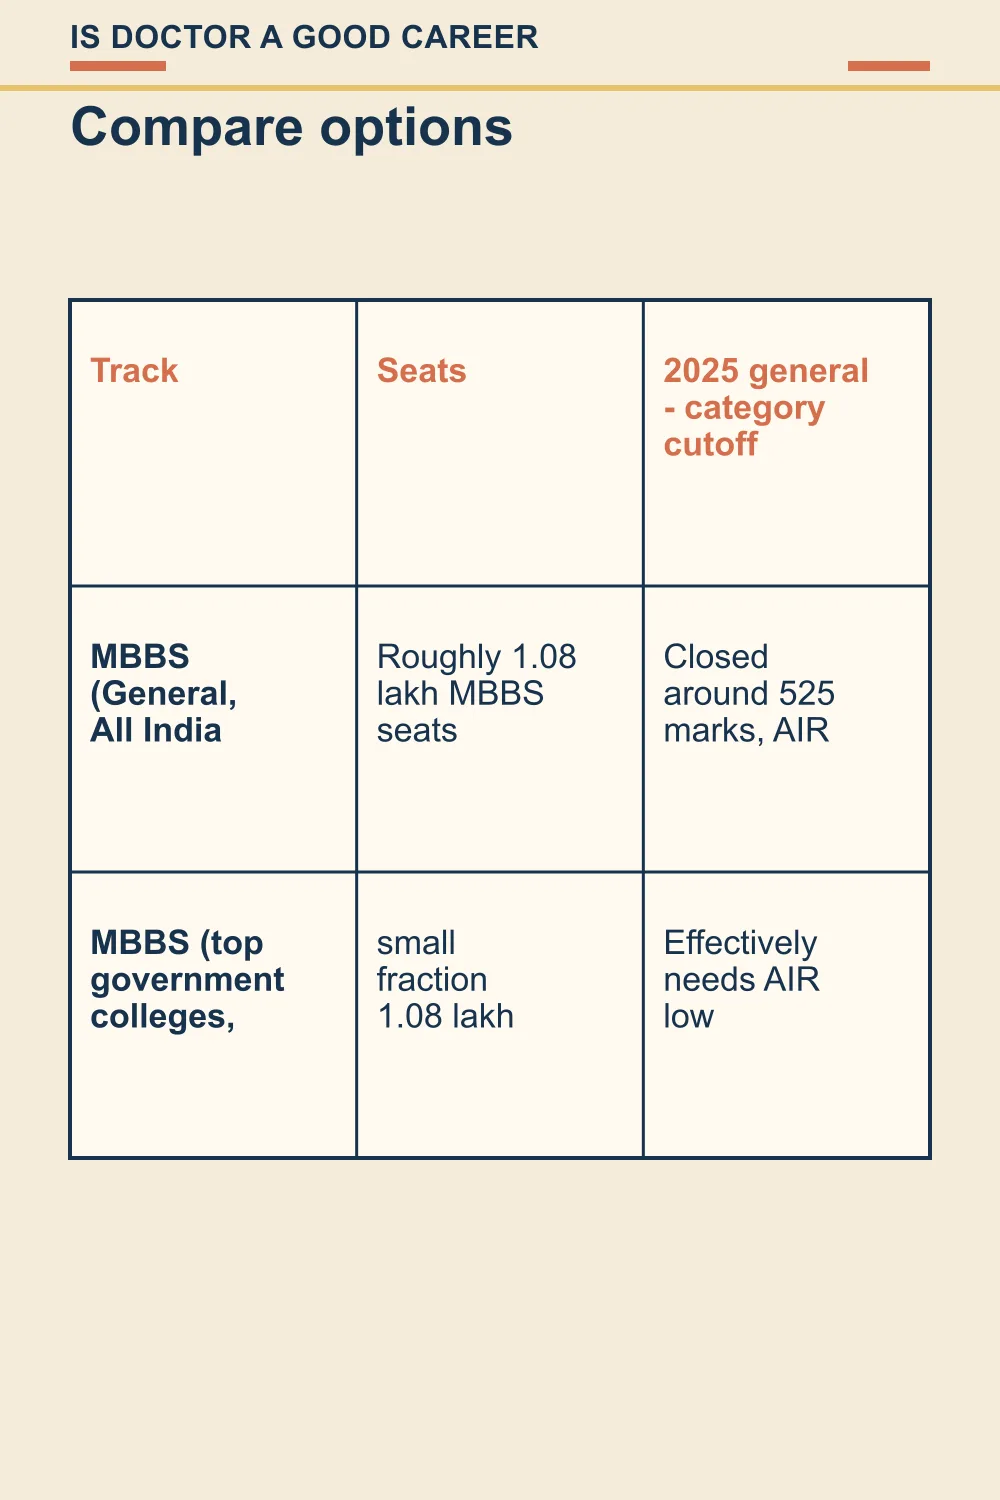 IS DOCTOR A GOOD CAREER
Compare options
Track
Seats
2025 general
- category
cutoff
MBBS
(General,
All India
Roughly 1.08
lakh MBBS
seats
Closed
around 525
marks, AIR
MBBS (top
government
colleges,
small
fraction
1.08 lakh
Effectively
needs AIR
low